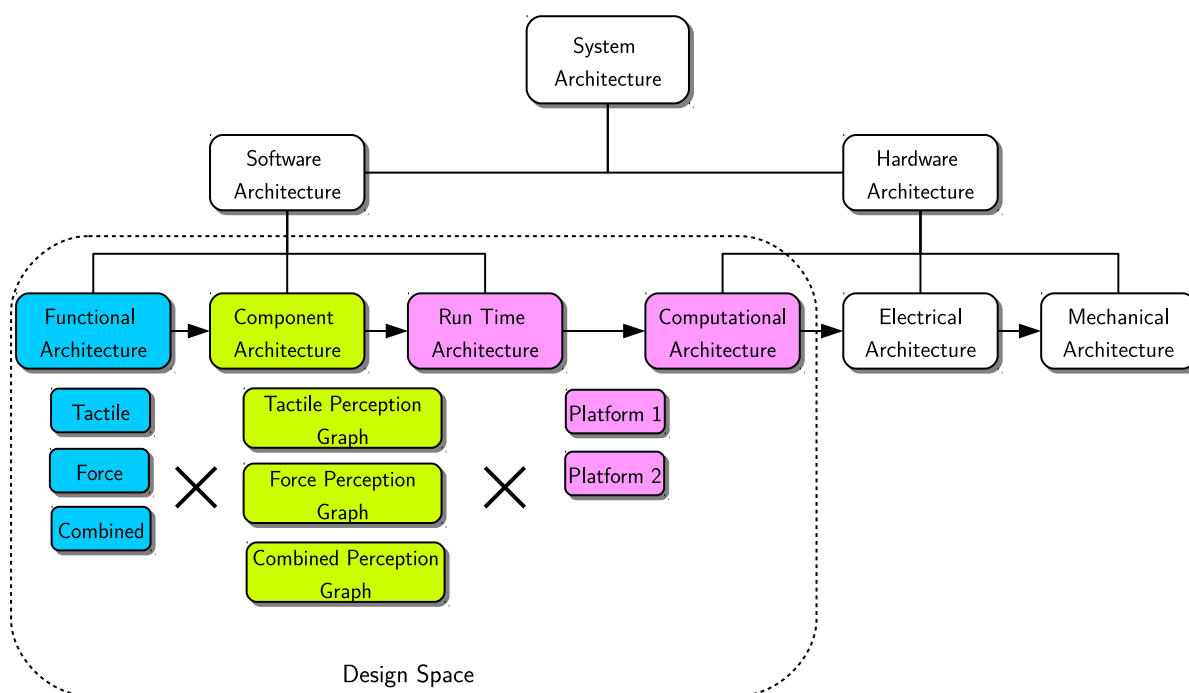 System
Architecture
Software
Architecture
Hardware
Architecture
Functional
Architecture
Component
Architecture
Run Time
Architecture
Computational
Architecture
Electrical
Architecture
Mechanical
Architecture
Tactile
Force
Combined
Tactile Perception
Graph
Force Perception
Graph
Combined Perception
Graph
Platform 1
Platform 2
Design Space